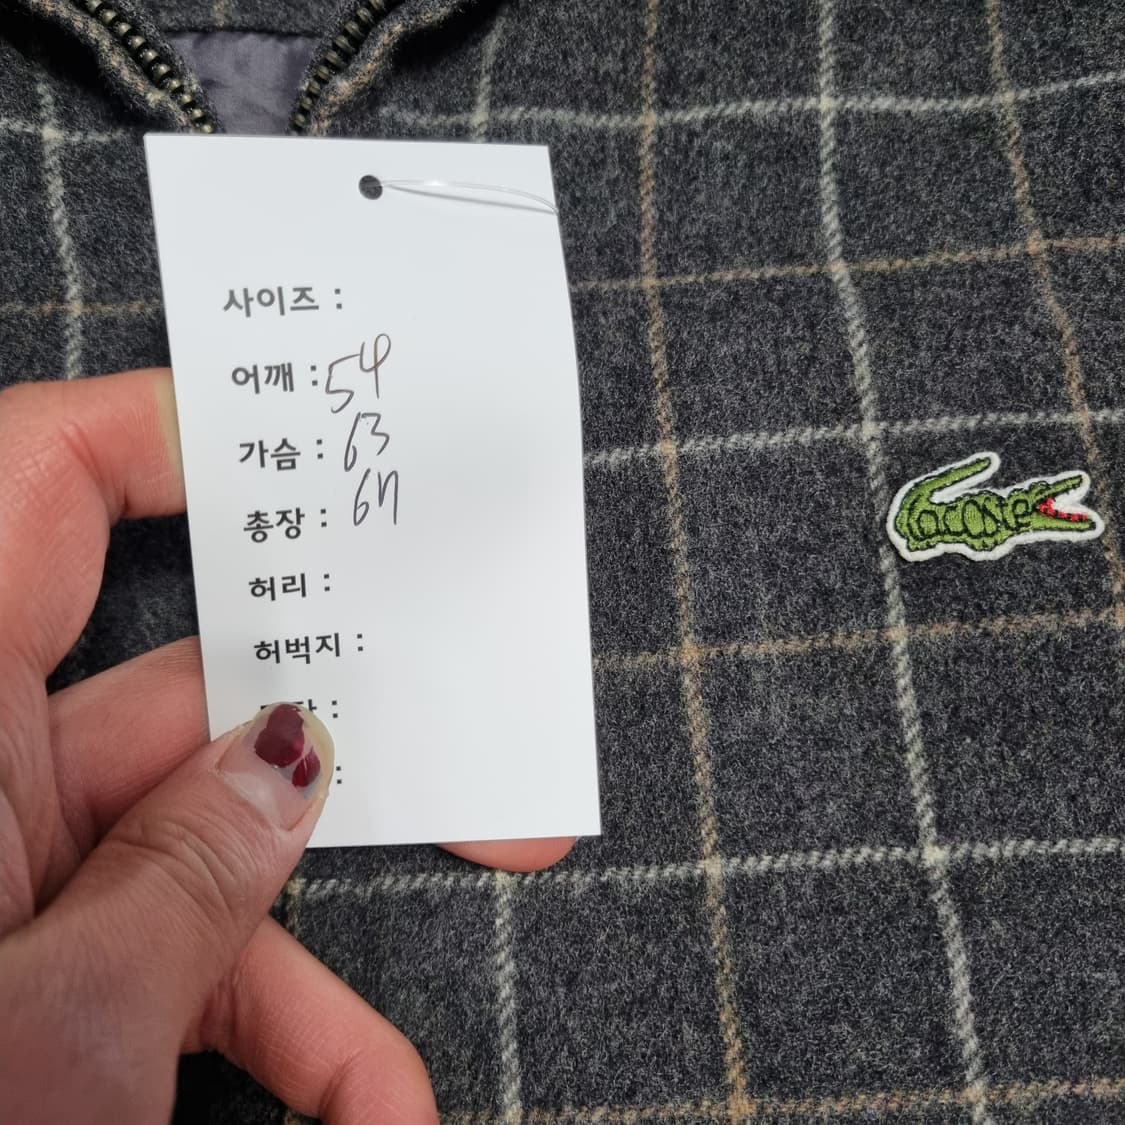 사이즈 :
어깨 : 54
가슴 : 63
총장 : 67
허리 :
허벅지 :
:
:
Lacoste